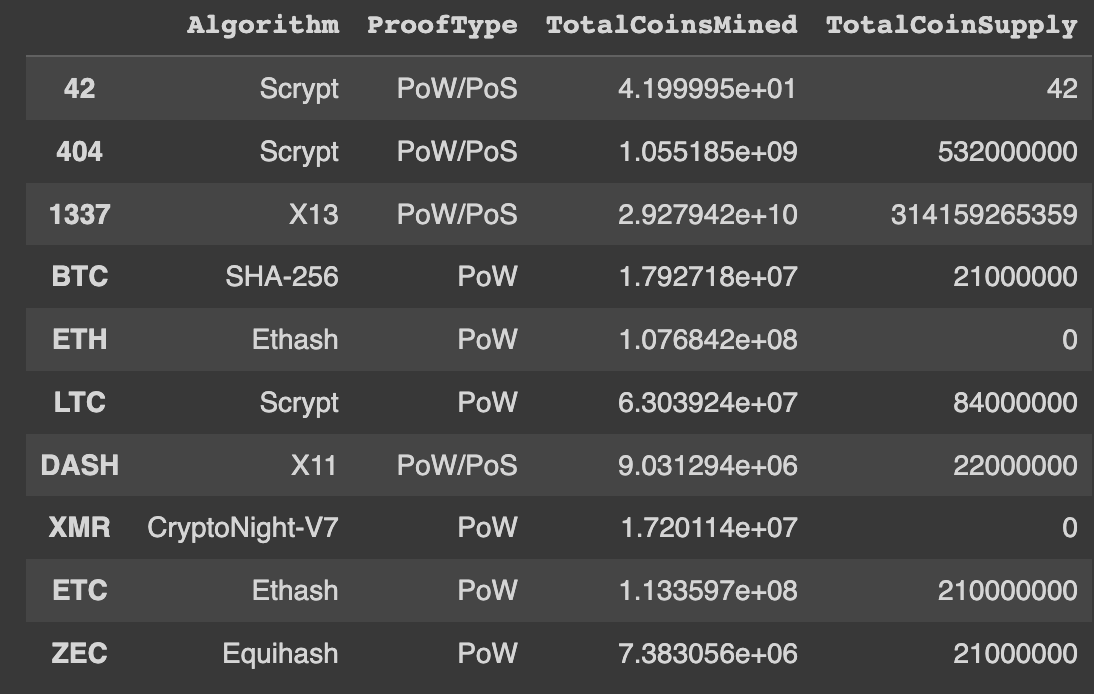 Algorithm ProofType TotalCoinsMined TotalCoinSupply
42 Scrypt PoW/PoS 4.199995e+01 42
404 Scrypt PoW/PoS 1.055185e+09 532000000
1337 X13 PoW/PoS 2.927942e+10 314159265359
BTC SHA-256 PoW 1.792718e+07 21000000
ETH Ethash PoW 1.076842e+08 0
LTC Scrypt PoW 6.303924e+07 84000000
DASH X11 PoW/PoS 9.031294e+06 22000000
XMR CryptoNight-V7 PoW 1.720114e+07 0
ETC Ethash PoW 1.133597e+08 210000000
ZEC Equihash PoW 7.383056e+06 21000000